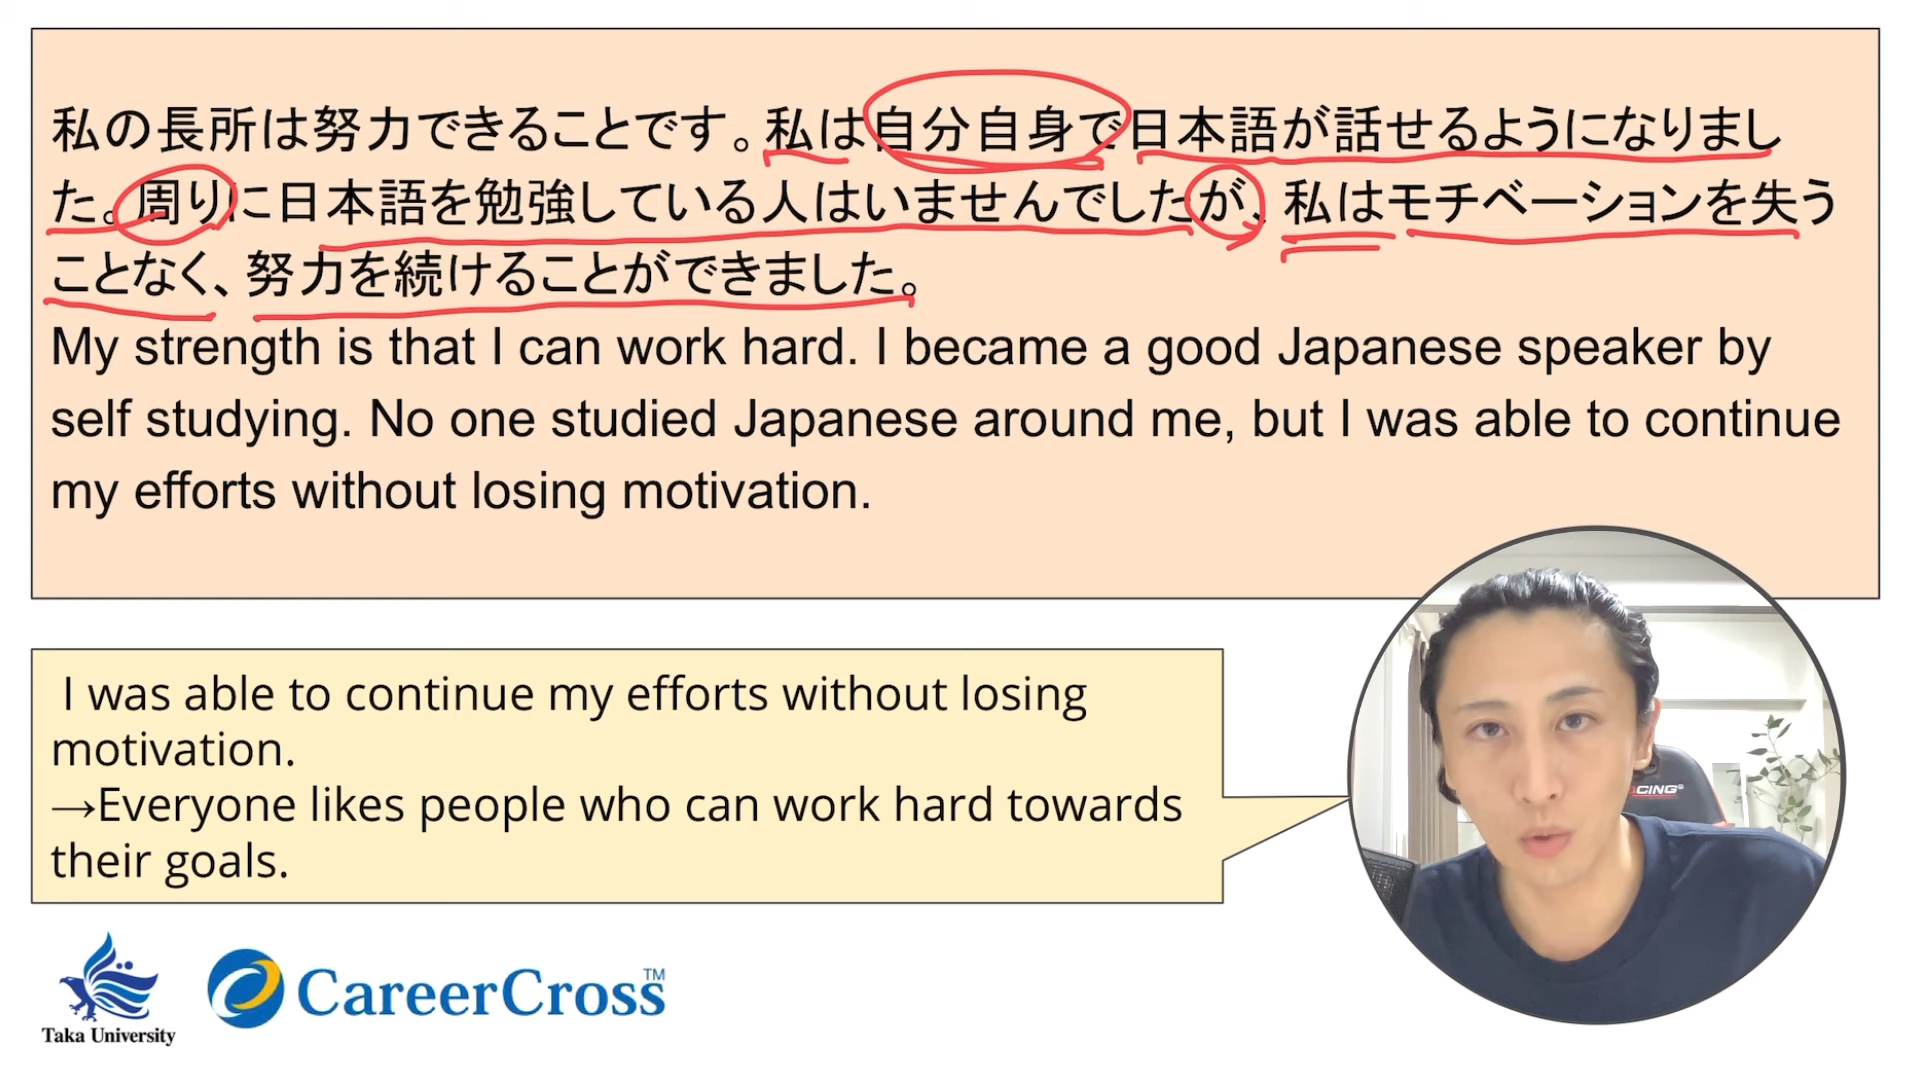 私の長所は努力できることです。私は自分自身で日本語が話せるようになりまし
た。周りに日本語を勉強している人はいませんでしたが、私はモチベーションを失う
ことなく、努力を続けることができました。
My strength is that I can work hard. I became a good Japanese speaker by
self studying. No one studied Japanese around me, but I was able to continue
my efforts without losing motivation.
I was able to continue my efforts without losing
motivation.
→Everyone likes people who can work hard towards
their goals.
CING®
Taka University
CareerCross™